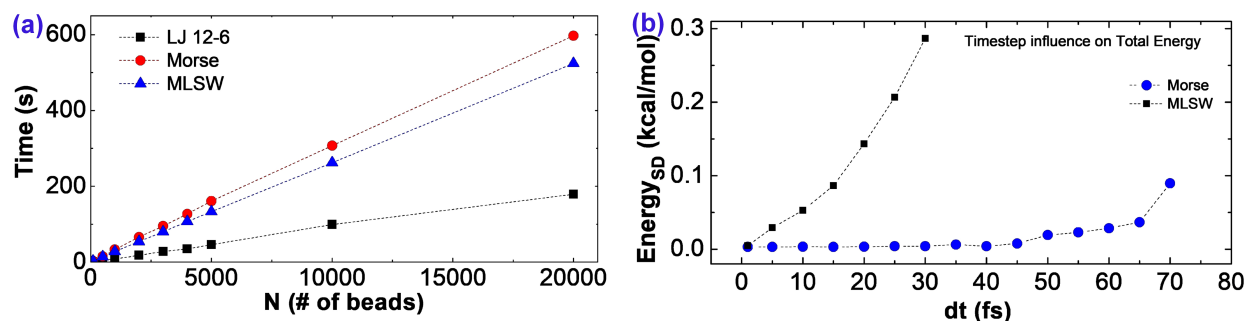 (a)
LJ 12-6
Morse
MLSW
600
400
200
0
Time (s)
0
5000
10000
15000
20000
N (# of beads)
(b)
Timestep influence on Total Energy
Morse
MLSW
0.3
0.2
0.1
0.0
Energy_SD (kcal/mol)
0
10
20
30
40
50
60
70
dt (fs)